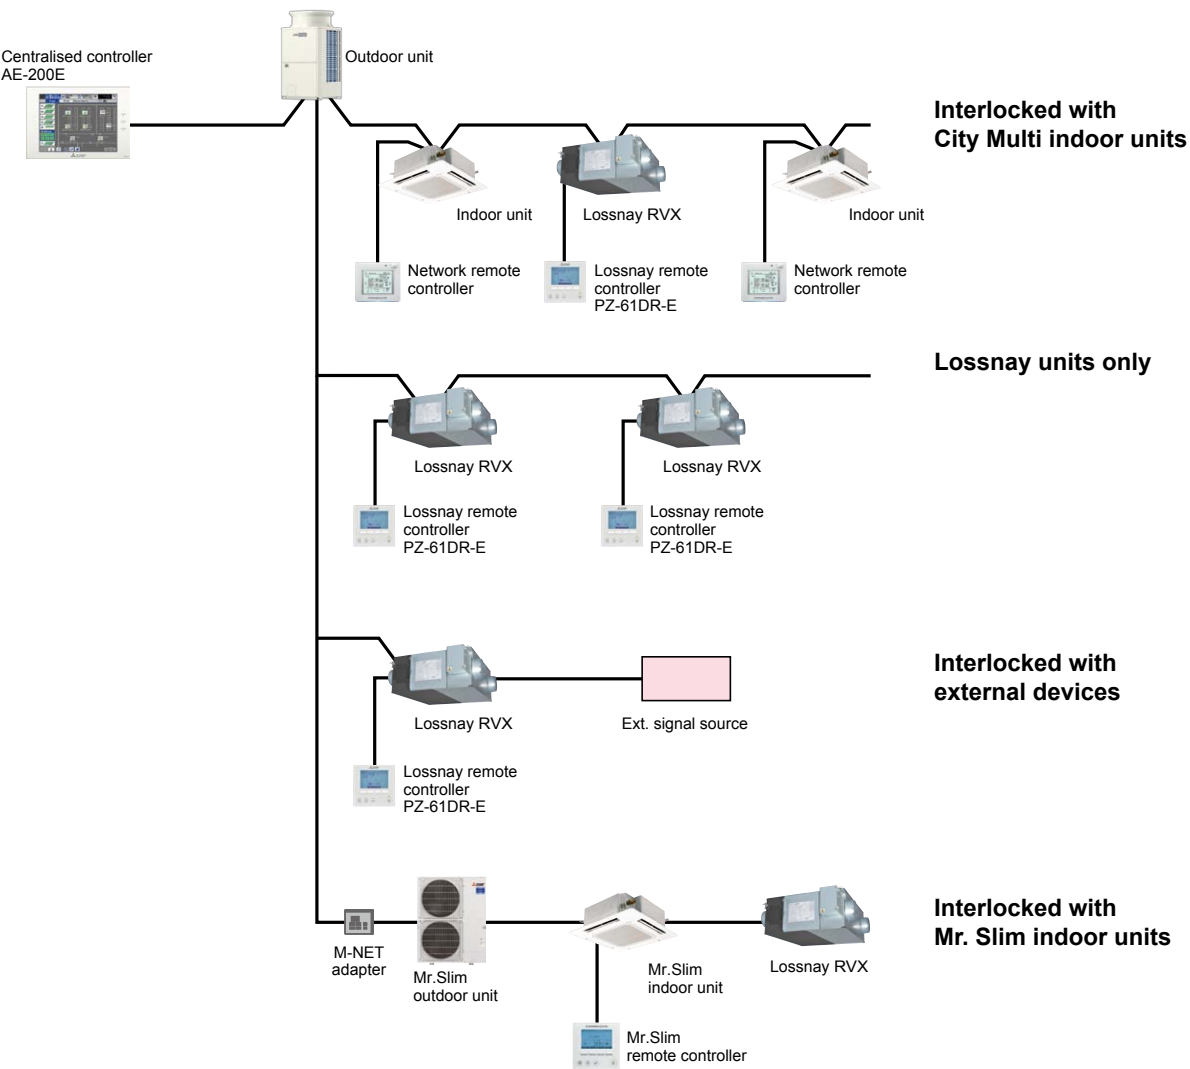 Centralised controller
AE-200E
Outdoor unit
Interlocked with
City Multi indoor units
Indoor unit
Lossnay RVX
Indoor unit
Network remote
controller
Lossnay remote
controller
PZ-61DR-E
Network remote
controller
Lossnay units only
Lossnay RVX
Lossnay RVX
Lossnay remote
controller
PZ-61DR-E
Lossnay remote
controller
PZ-61DR-E
Interlocked with
external devices
Lossnay RVX
Ext. signal source
Lossnay remote
controller
PZ-61DR-E
Interlocked with
Mr. Slim indoor units
M-NET
adapter
Mr.Slim
outdoor unit
Mr.Slim
indoor unit
Lossnay RVX
Mr.Slim
remote controller